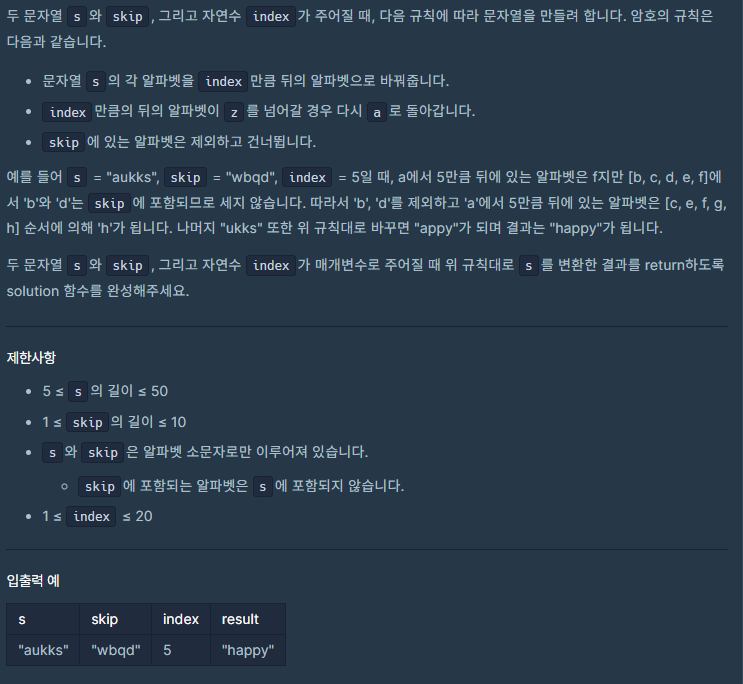 두 문자열 s 와 skip, 그리고 자연수 index 가 주어질 때, 다음 규칙에 따라 문자열을 만들려 합니다. 암호의 규칙은
다음과 같습니다.
• 문자열 s 의 각 알파벳을 index 만큼 뒤의 알파벳으로 바꿔줍니다.
• index 만큼의 뒤의 알파벳이 z 를 넘어갈 경우 다시 a 로 돌아갑니다.
• skip 에 있는 알파벳은 제외하고 건너뜁니다.
예를 들어 s = "aukks", skip = "wbqd", index = 5일 때, a에서 5만큼 뒤에 있는 알파벳은 f지만 [b, c, d, e, f]에
서 'b'와 'd'는 skip 에 포함되므로 세지 않습니다. 따라서 'b', 'd'를 제외하고 'a'에서 5만큼 뒤에 있는 알파벳은 [c, e, f, g,
h] 순서에 의해 'h'가 됩니다. 나머지 "ukks" 또한 위 규칙대로 바꾸면 "appy"가 되며 결과는 "happy"가 됩니다.
두 문자열 s 와 skip, 그리고 자연수 index 가 매개변수로 주어질 때 위 규칙대로 s 를 변환한 결과를 return하도록
solution 함수를 완성해주세요.
제한사항
• 5 ≤ s 의 길이 ≤ 50
• 1 ≤ skip 의 길이 ≤ 10
• s 와 skip 은 알파벳 소문자로만 이루어져 있습니다.
◦ skip 에 포함되는 알파벳은 s 에 포함되지 않습니다.
• 1 ≤ index ≤ 20
입출력 예
s skip index result
"aukks" "wbqd" 5 "happy"